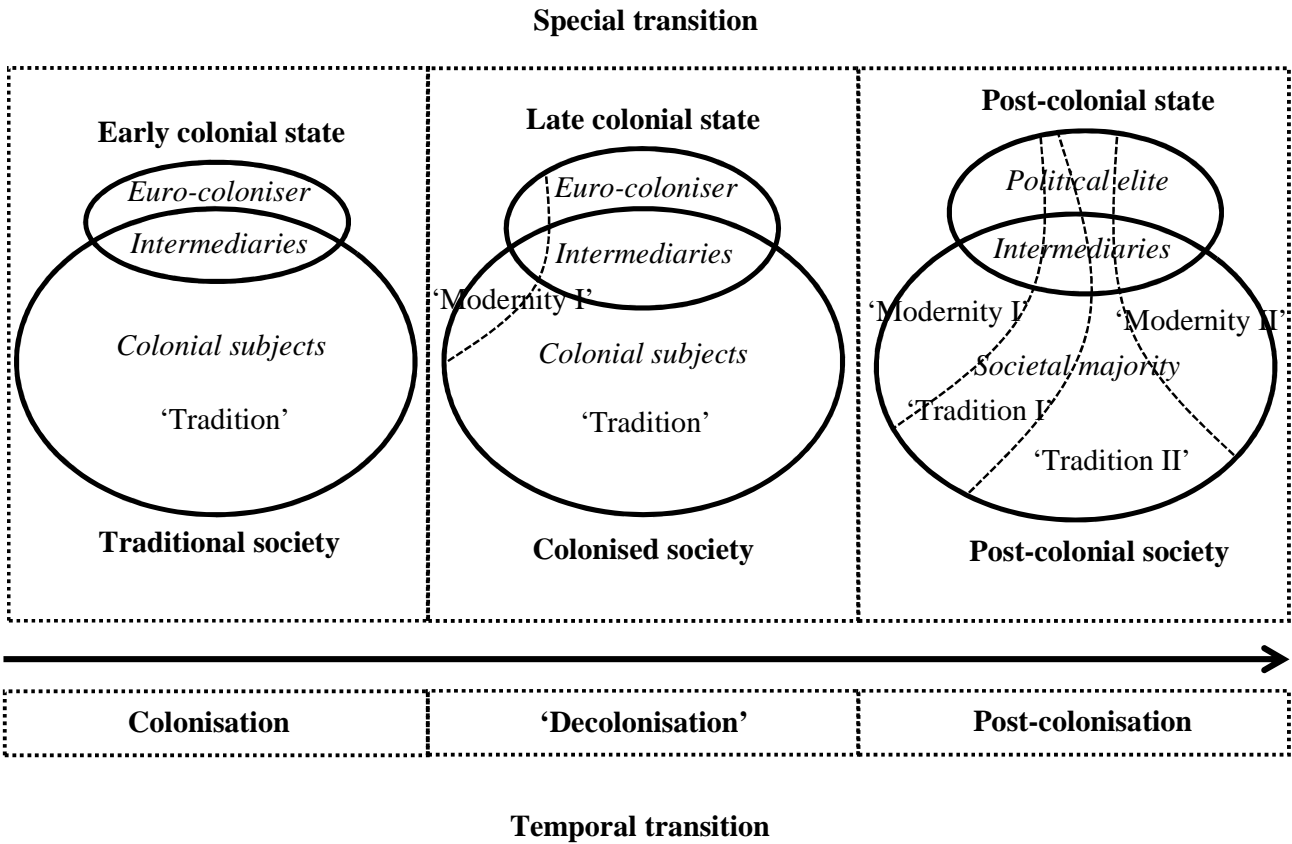 Special transition
Early colonial state
Euro-coloniser
Intermediaries
Colonial subjects
‘Tradition’
Traditional society
Late colonial state
Euro-coloniser
Intermediaries
‘Modernity I’
Colonial subjects
‘Tradition’
Colonised society
Post-colonial state
Political elite
Intermediaries
‘Modernity I’
‘Modernity II’
Societal majority
‘Tradition I’
‘Tradition II’
Post-colonial society
Colonisation
‘Decolonisation’
Post-colonisation
Temporal transition